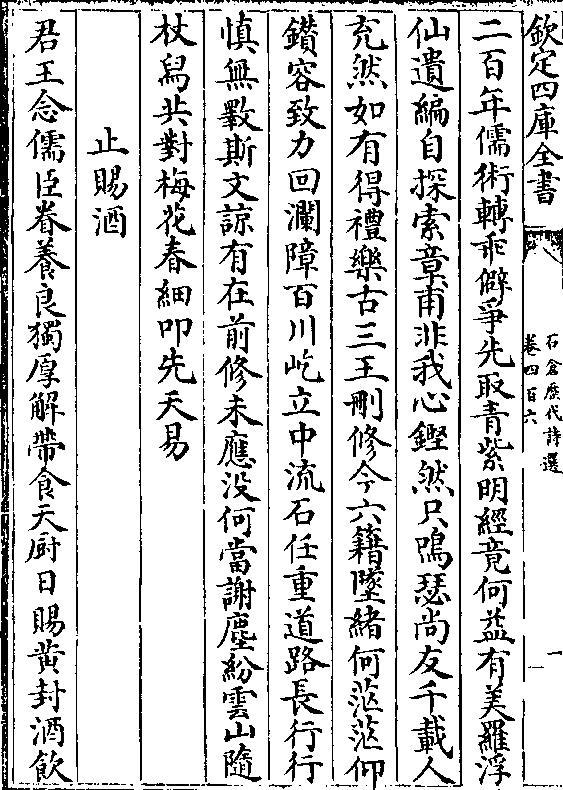 欽定四庫全書
石倉歷代詩選
卷四百六
一
二百年儒術轉乖僻爭先取青紫明經竟何益有美羅浮
仙遺編自探索章甫非我心鏗然只鳴瑟尚友千載人
充然如有得禮樂古三王刪修今六籍墜緒何茫茫仰
鑚容致力回瀾障百川屹立中流石任重道路長行行
慎無斁斯文諒有在前修未應没何當謝塵紛雲山隨
杖舄共對梅花春細叩先天易
止賜酒
君王念儒臣眷養良獨厚解帶食天厨日賜黃封酒飲